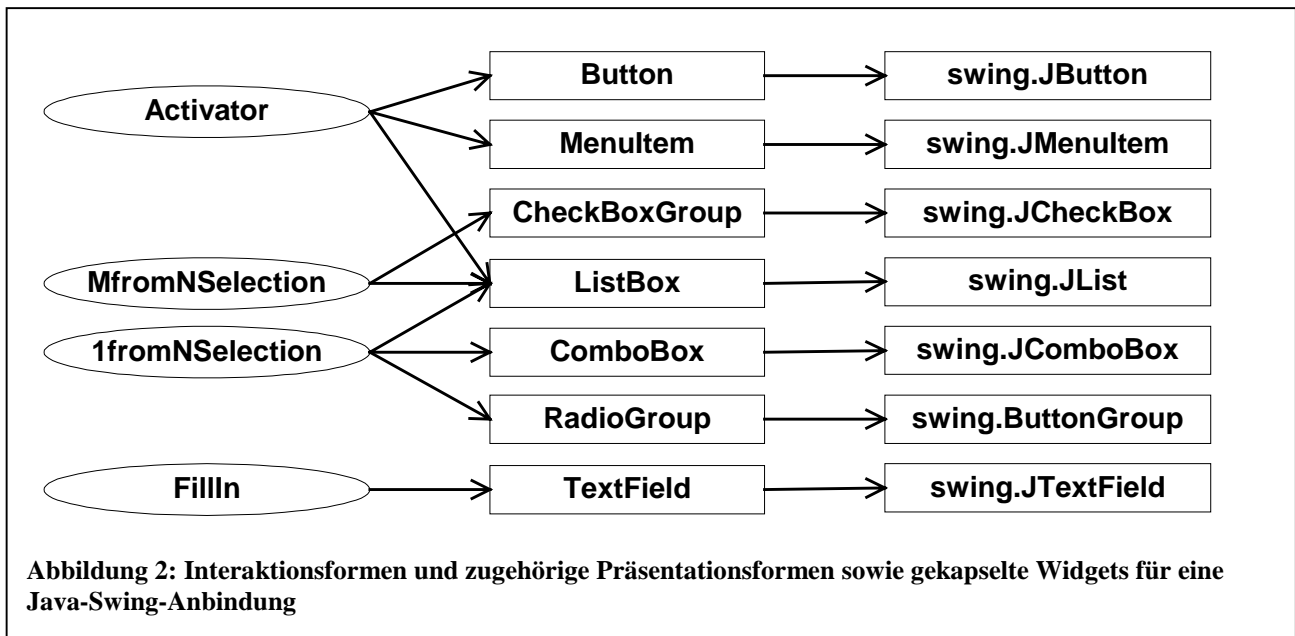 Button swing.JButton
Activator
MenuItem swing.JMenuItem
CheckBoxGroup swing.JCheckBox
MfromNSelection ListBox swing.JList
1fromNSelection ComboBox swing.JComboBox
RadioGroup swing.ButtonGroup
FillIn TextField swing.JTextField
Abbildung 2: Interaktionsformen und zugehörige Präsentationsformen sowie gekapselte Widgets für eine
Java-Swing-Anbindung